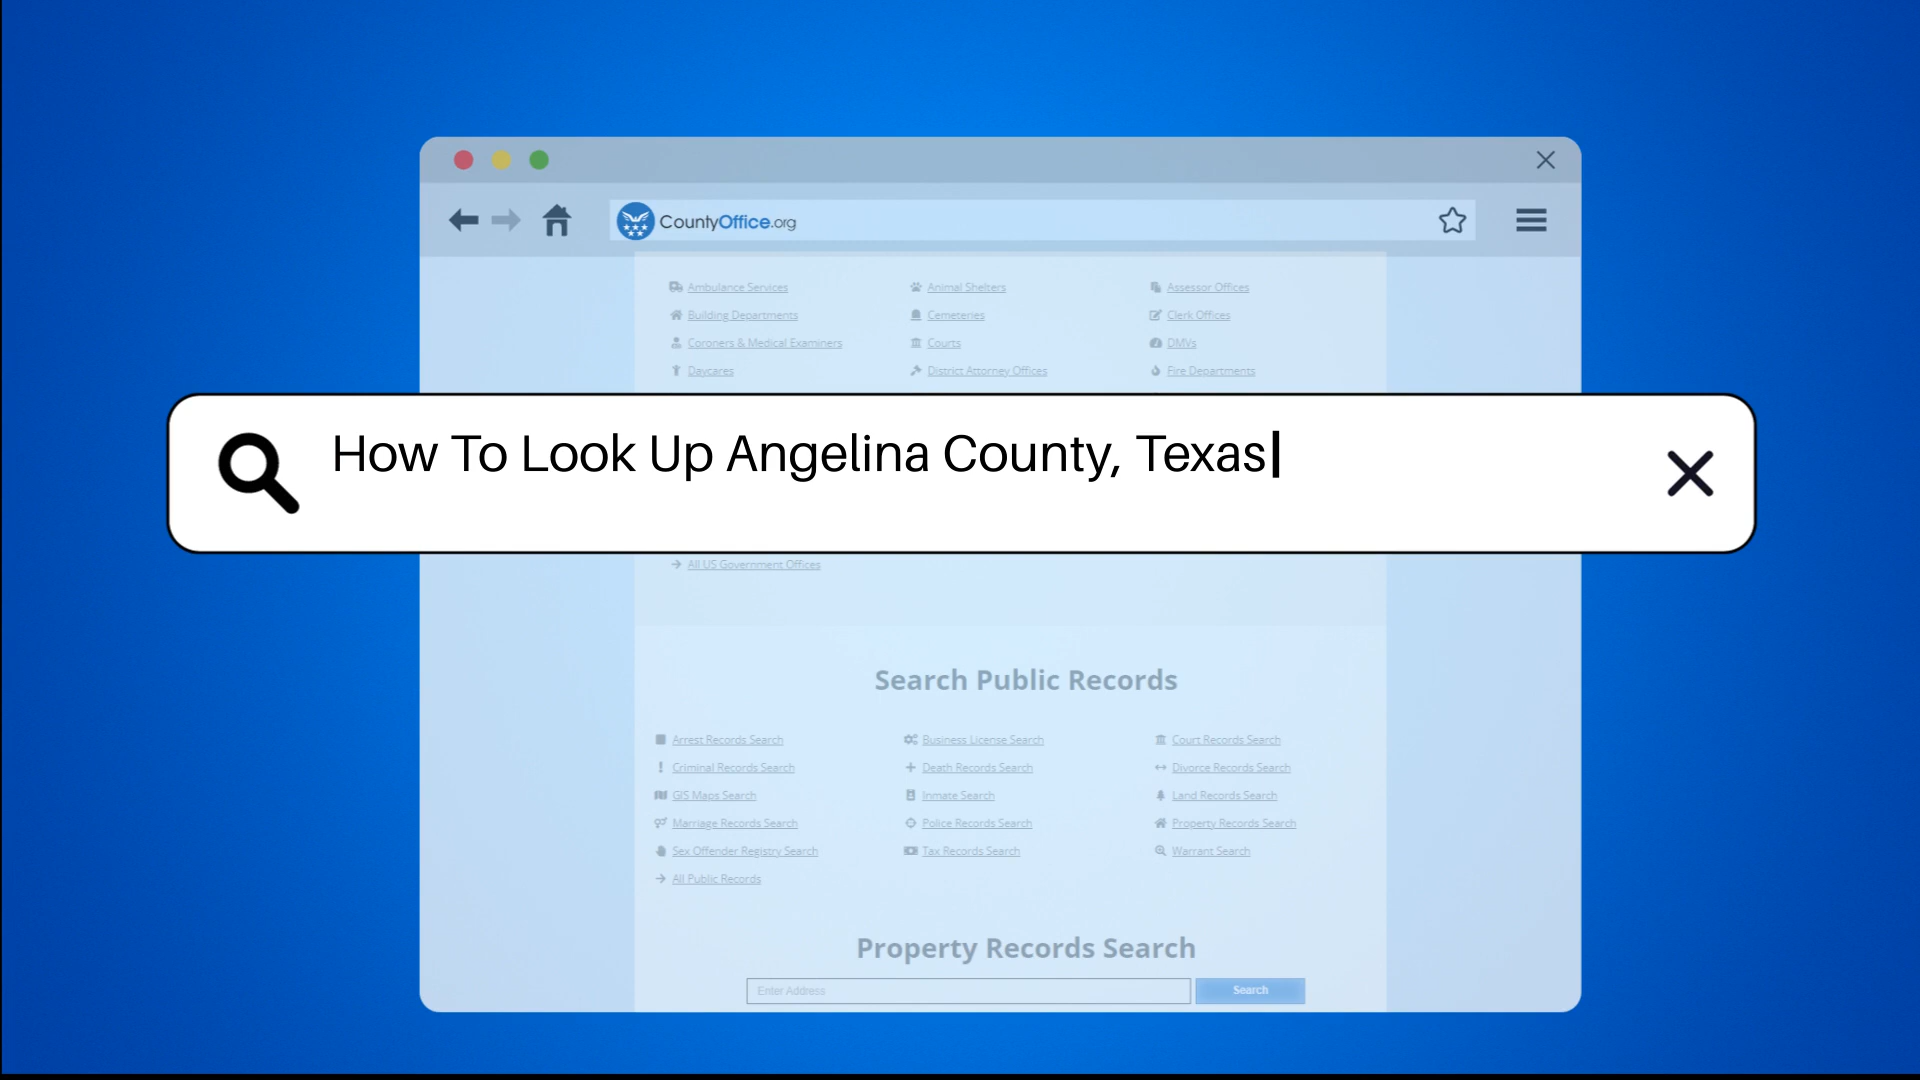 CountyOffice.org
Ambulance Services Animal Shelters Assessor Offices
Building Departments Cemeteries Clerk Offices
Coroners & Medical Examiners Courts DMVs
Daycares District Attorney Offices Fire Departments
How To Look Up Angelina County, Texas
All US Government Offices
Search Public Records
Arrest Records Search Business License Search Court Records Search
Criminal Records Search Death Records Search Divorce Records Search
GIS Maps Search Inmate Search Land Records Search
Marriage Records Search Police Records Search Property Records Search
Sex Offender Registry Search Tax Records Search Warrant Search
All Public Records
Property Records Search
Enter Address Search